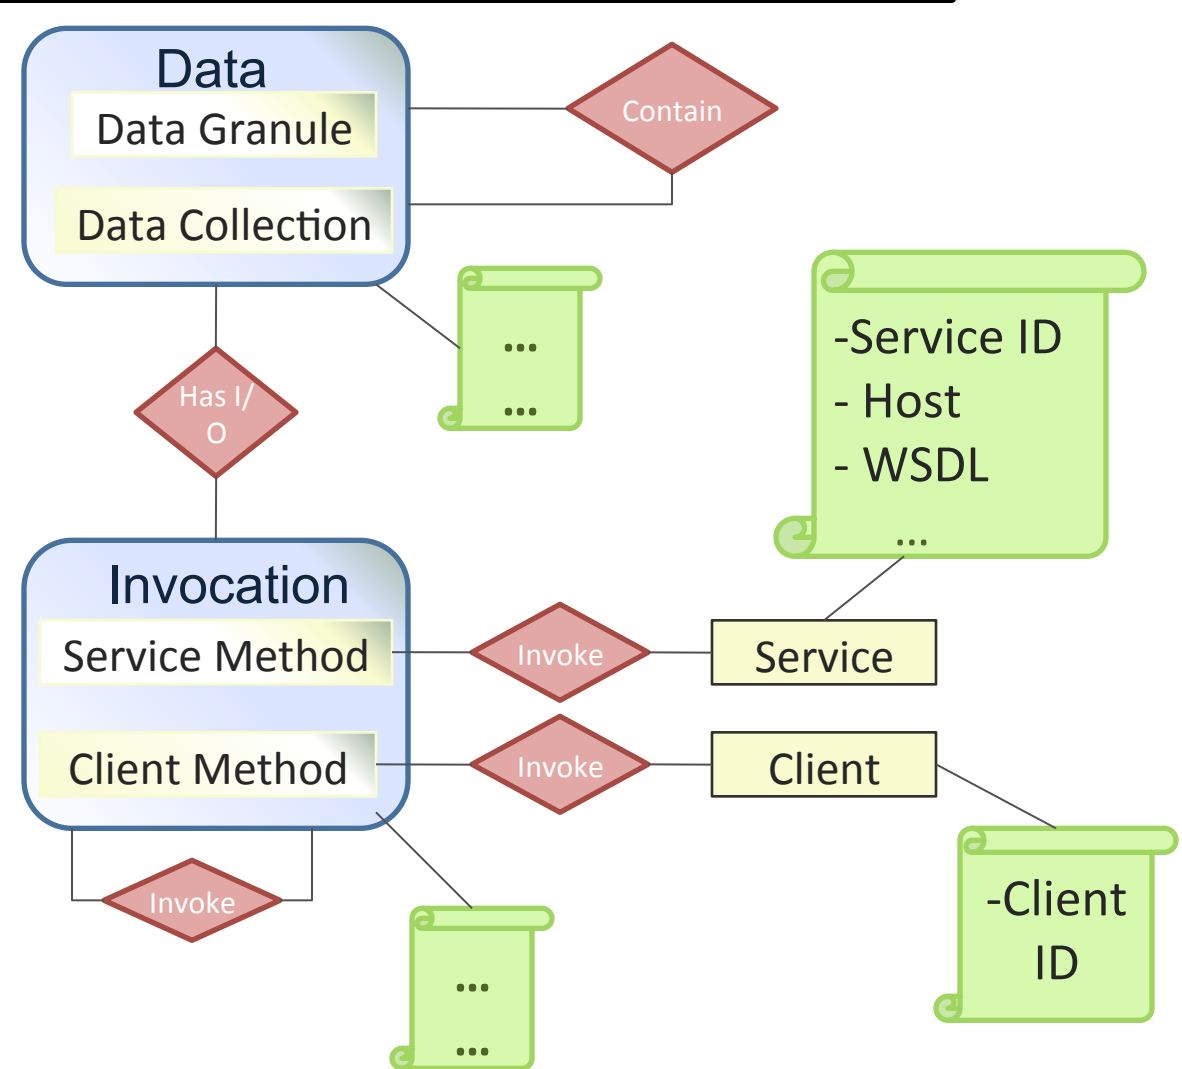 Data
Data Granule
Contain
Data Collection
...
...
-Service ID
- Host
- WSDL
...
Has I/
O
Invocation
Service Method
Invoke
Service
Client Method
Invoke
Client
Invoke
-Client
ID
...
...